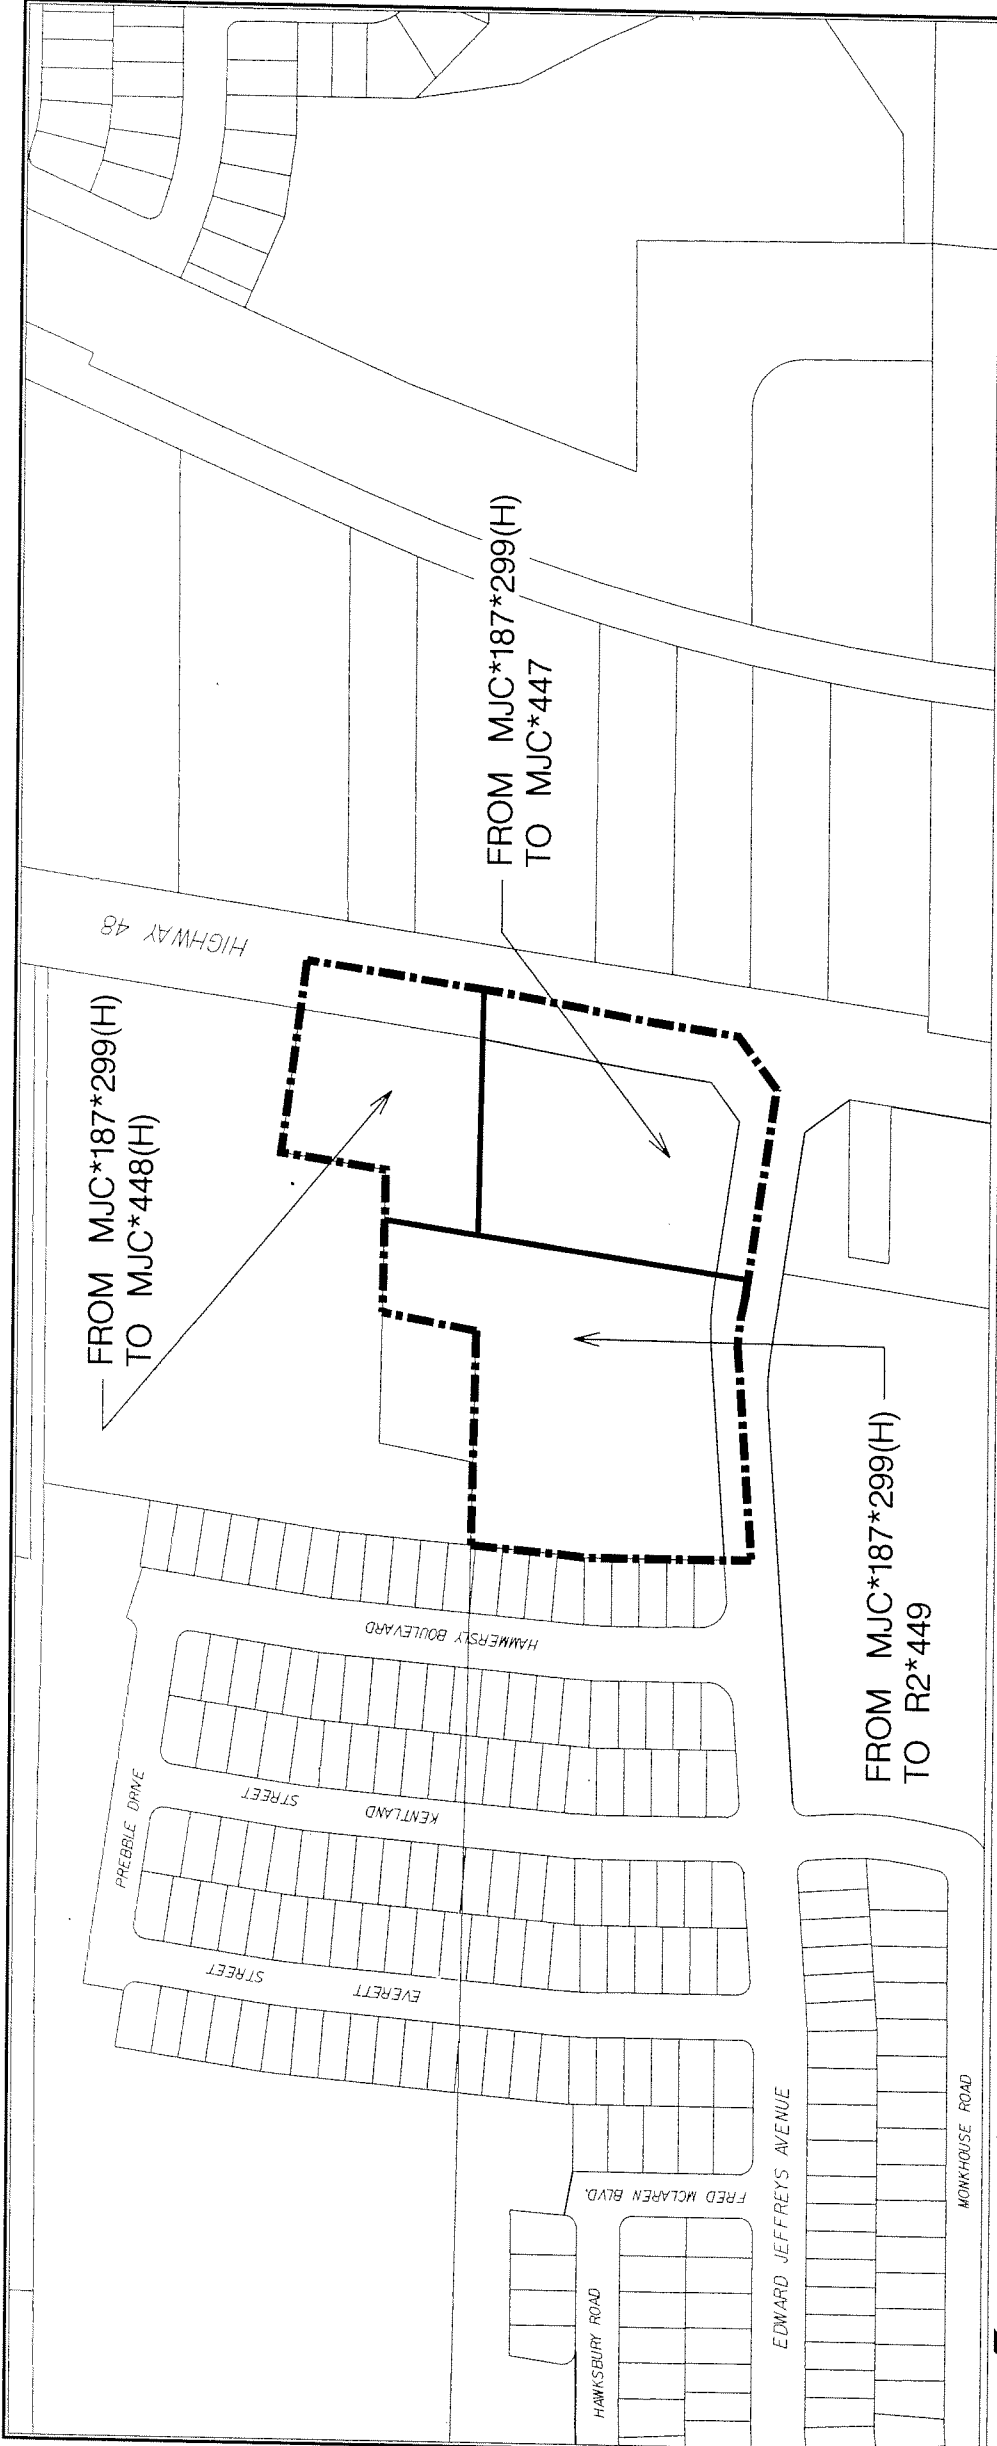 HIGHWAY 48
FROM MJC*187*299(H)
TO MJC*448(H)
FROM MJC*187*299(H)
TO MJC*447
FROM MJC*187*299(H)
TO R2*449
HAMMERSLY BOULEVARD
KENTLAND STREET
PREBBLE DRIVE
EVERETT STREET
FRED MCLAREN BLVD.
HAWKSBURY ROAD
EDWARD JEFFREYS AVENUE
MONKHOUSE ROAD